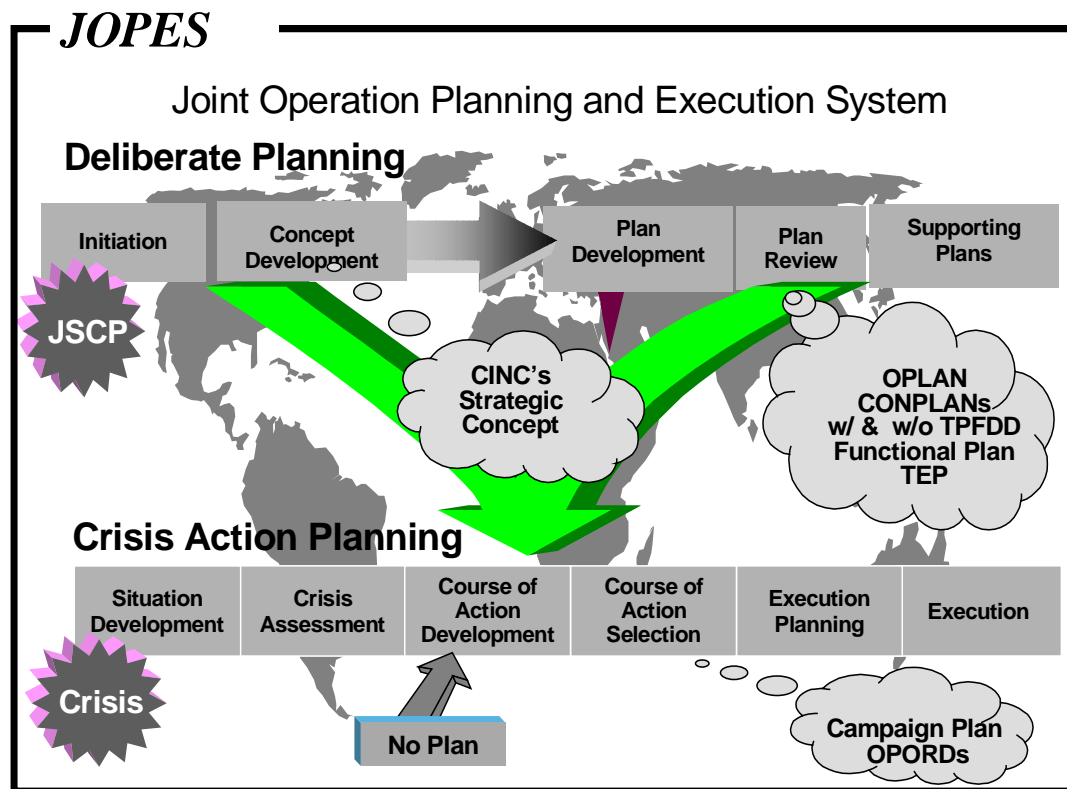 JOPES
Joint Operation Planning and Execution System
Deliberate Planning
Initiation
Concept
Development
Plan
Development
Plan
Review
Supporting
Plans
JSCP
CINC's
Strategic
Concept
OPLAN
CONPLANs
w/ & w/o TPFDD
Functional Plan
TEP
Crisis Action Planning
Situation
Development
Crisis
Assessment
Course of
Action
Development
Course of
Action
Selection
Execution
Planning
Execution
Crisis
No Plan
Campaign Plan
OPORDs